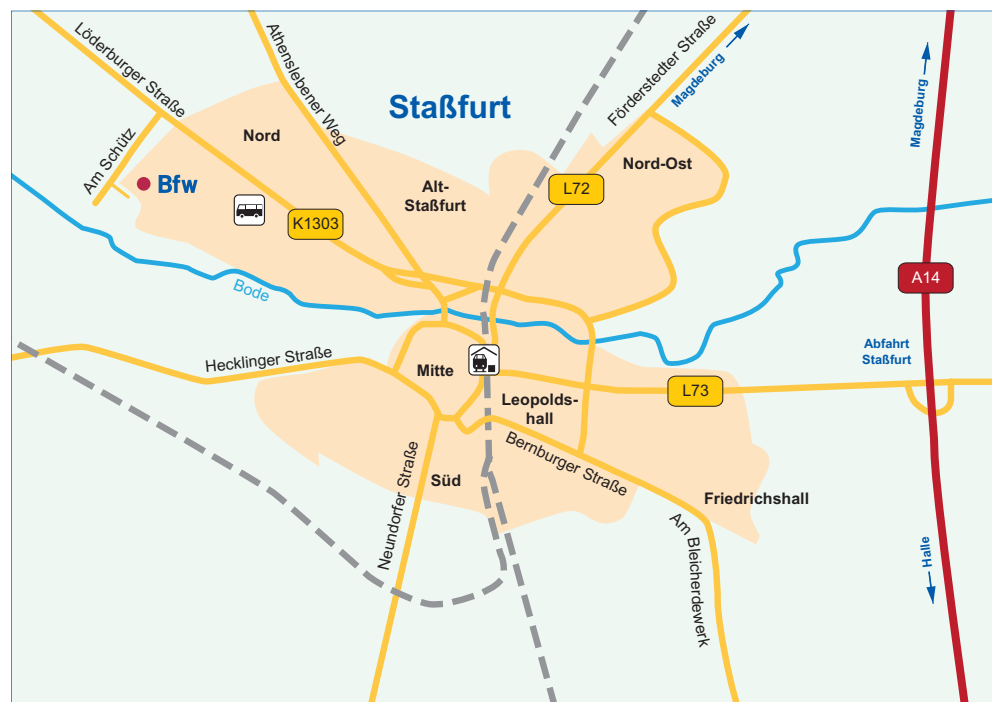 Staßfurt
Löderburger Straße
Athenslebener Weg
Förderstedter Straße
Magdeburg
Magdeburg
Nord
Nord-Ost
Am Schütz
Bfw
Alt-
Staßfurt
L72
K1303
A14
Bode
Abfahrt
Staßfurt
Hecklinger Straße
Mitte
L73
Leopolds-
hall
Bernburger Straße
Süd
Neundorfer Straße
Friedrichshall
Am Bleicherdewerk
Halle